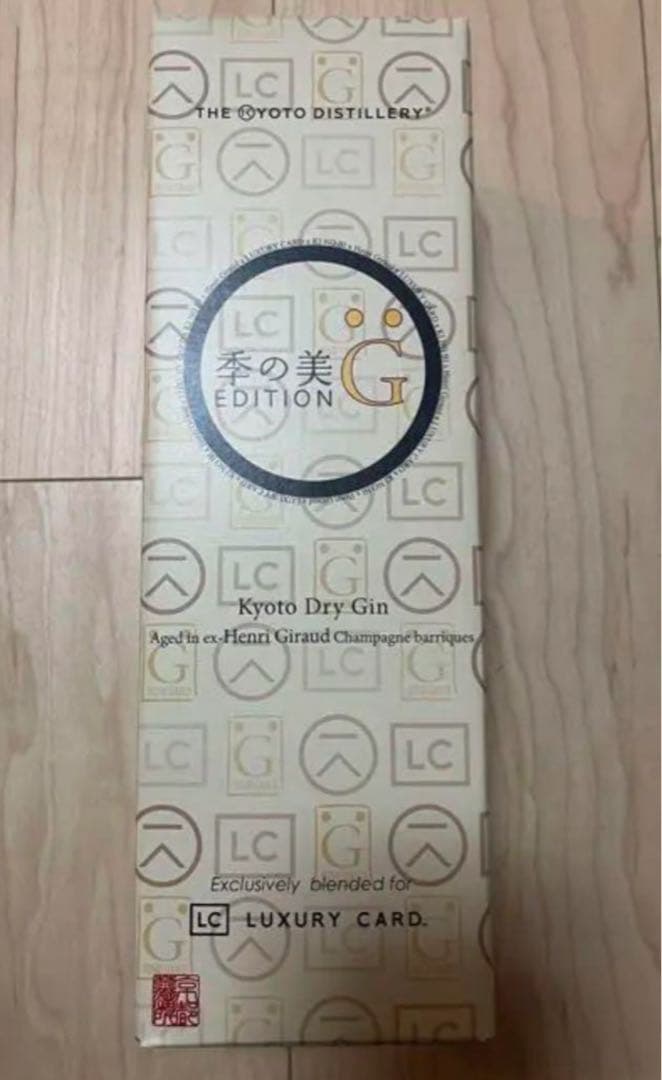 THE KYOTO DISTILLERY®
季の美
EDITION G̈
Kyoto Dry Gin
Aged in ex-Henri Giraud Champagne barriques
Exclusively blended for
LC LUXURY CARD™